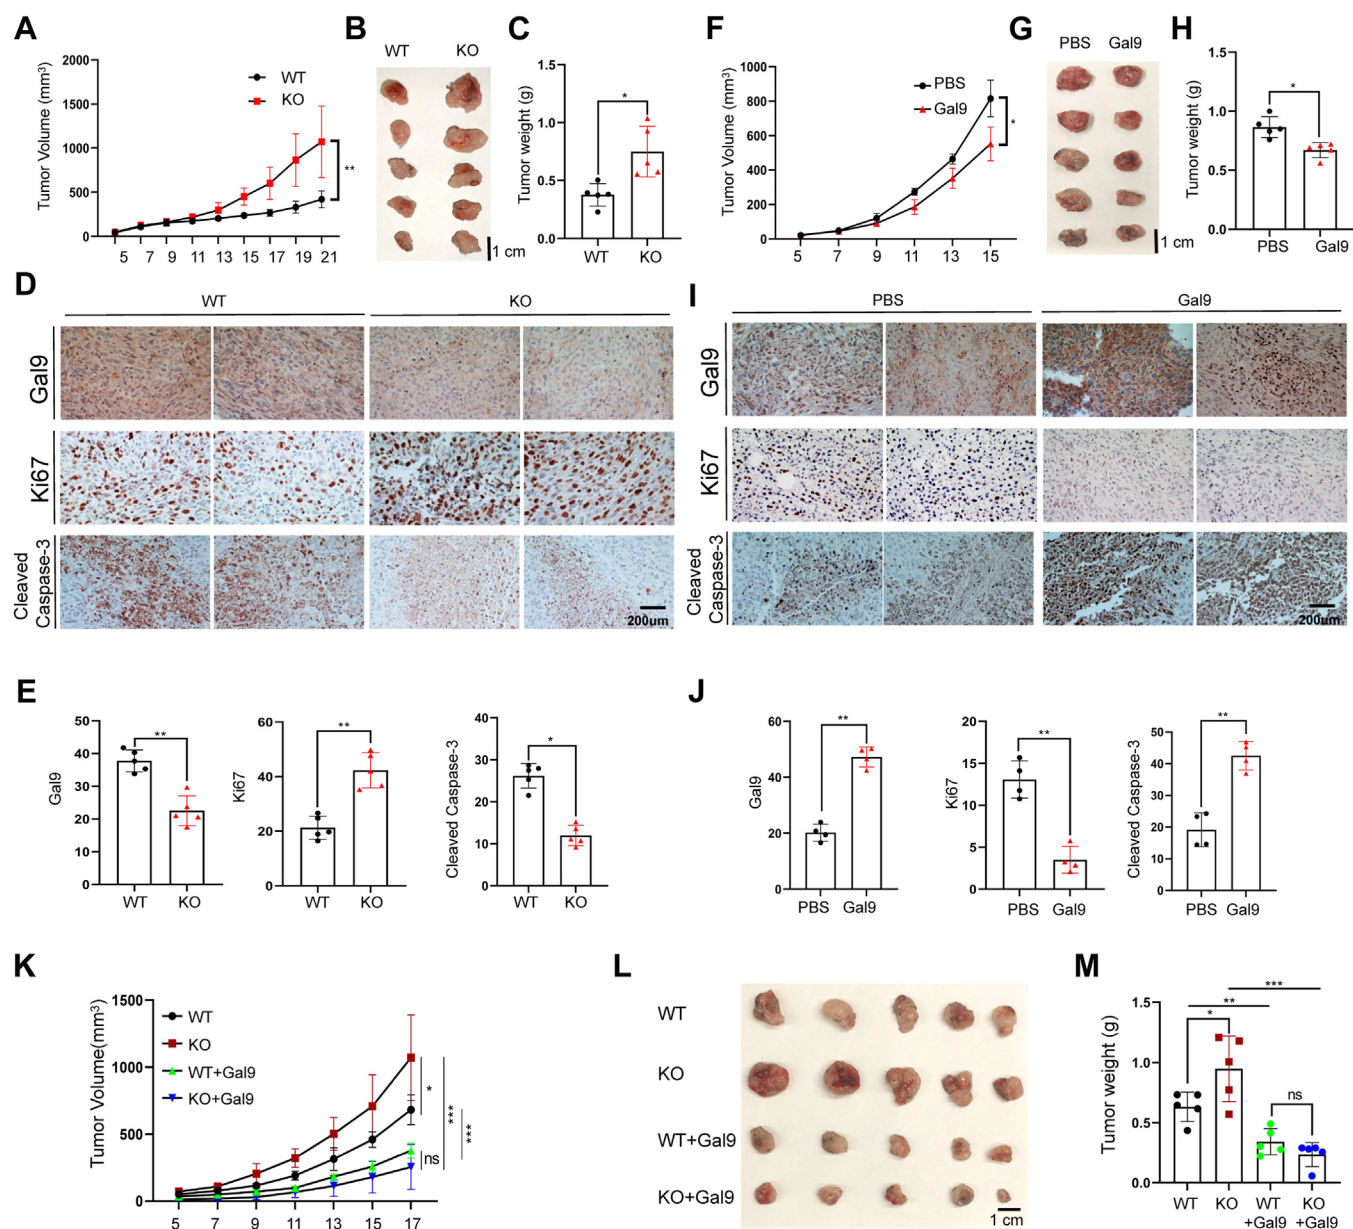 A
Tumor Volume (mm³)
2000
1500
1000
500
0
WT
KO
**
5 7 9 11 13 15 17 19 21
B
WT KO
1 cm
C
Tumor weight (g)
1.5
1.0
0.5
0.0
*
WT KO
F
Tumor Volume (mm³)
1000
800
600
400
200
0
PBS
Gal9
*
5 7 9 11 13 15
G
PBS Gal9
1 cm
H
Tumor weight (g)
1.5
1.0
0.5
0.0
*
PBS Gal9
D
WT KO
Gal9
Ki67
Cleaved
Caspase-3
200um
I
PBS Gal9
Gal9
Ki67
Cleaved
Caspase-3
200um
E
Gal9
50
40
30
20
10
0
**
WT KO
Ki67
60
40
20
0
**
WT KO
Cleaved Caspase-3
40
30
20
10
0
*
WT KO
J
Gal9
60
40
20
0
**
PBS Gal9
Ki67
20
15
10
5
0
**
PBS Gal9
Cleaved Caspase-3
50
40
30
20
10
0
**
PBS Gal9
K
Tumor Volume(mm³)
1500
1000
500
0
WT
KO
WT+Gal9
KO+Gal9
*
***
***
ns
5 7 9 11 13 15 17
L
WT
KO
WT+Gal9
KO+Gal9
1 cm
M
Tumor weight (g)
1.5
1.0
0.5
0.0
***
**
*
ns
WT KO WT KO
+Gal9 +Gal9